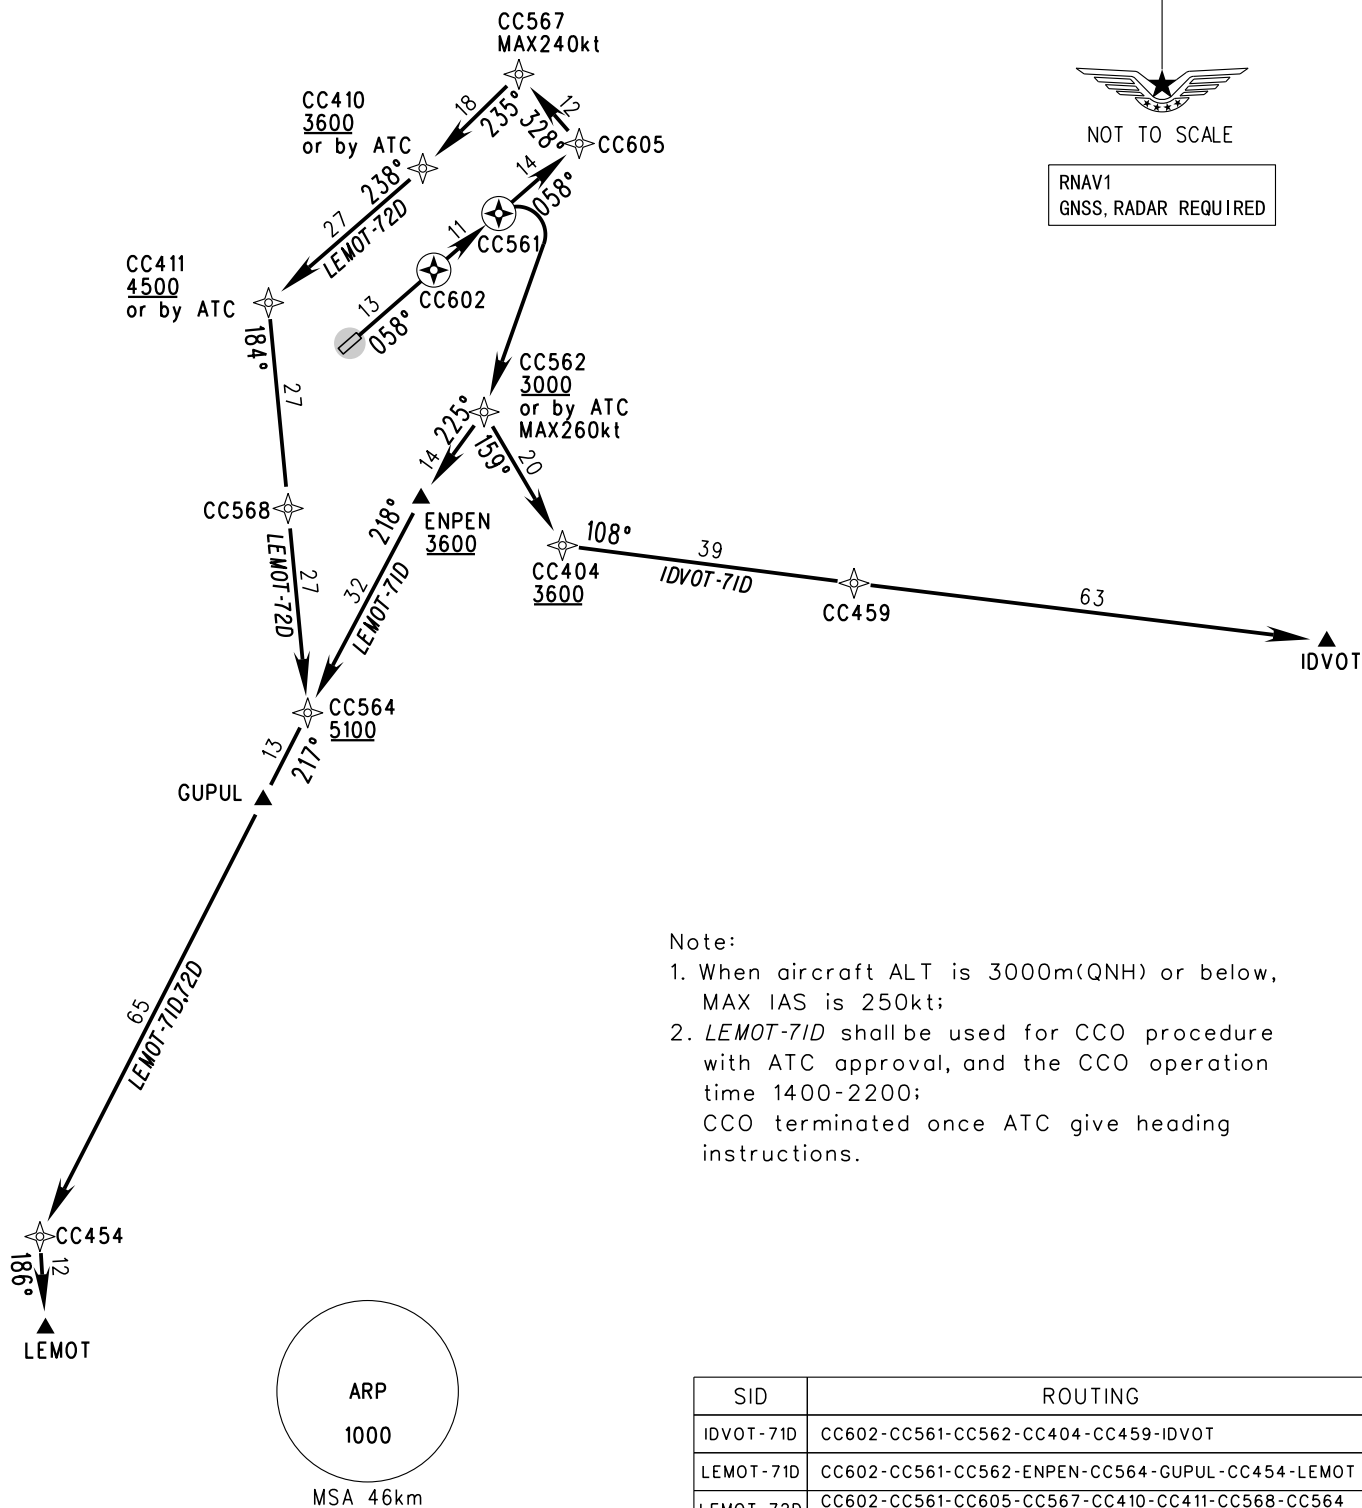 CC567
MAX240kt
18
235°
12
328°
NOT TO SCALE
CC410
3600
or by ATC
CC605
RNAV1
GNSS, RADAR REQUIRED
238°
27
LEMOT-72D
14
058°
CC561
11
CC602
13
058°
CC411
4500
or by ATC
184°
27
CC562
3000
or by ATC
MAX260kt
225°
14
159°
20
CC568
218°
ENPEN
3600
108°
39
IDVOT-71D
CC404
3600
CC459
63
IDVOT
27
LEMOT-72D
32
LEMOT-71D
CC564
5100
13
217°
GUPUL
65
LEMOT-71D,72D
Note:
1. When aircraft ALT is 3000m(QNH) or below,
MAX IAS is 250kt;
2. LEMOT-71D shall be used for CCO procedure
with ATC approval, and the CCO operation
time 1400-2200;
CCO terminated once ATC give heading
instructions.
CC454
12
186°
LEMOT
ARP
1000
MSA 46km
SID ROUTING
IDVOT-71D CC602-CC561-CC562-CC404-CC459-IDVOT
LEMOT-71D CC602-CC561-CC562-ENPEN-CC564-GUPUL-CC454-LEMOT
LEMOT-72D CC602-CC561-CC605-CC567-CC410-CC411-CC568-CC564